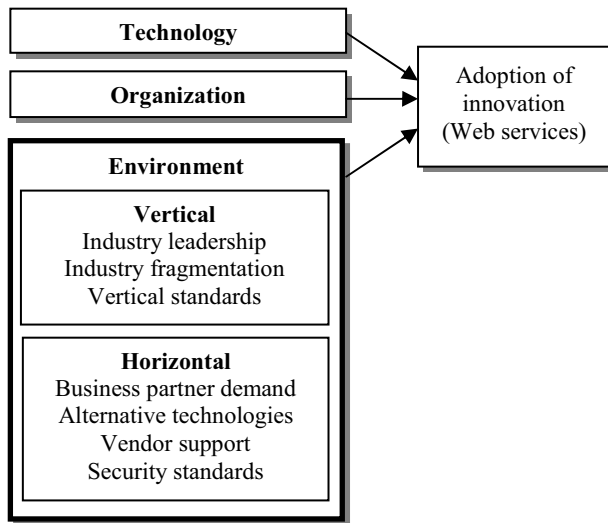 Technology
Organization
Environment
Vertical
Industry leadership
Industry fragmentation
Vertical standards
Horizontal
Business partner demand
Alternative technologies
Vendor support
Security standards
Adoption of
innovation
(Web services)